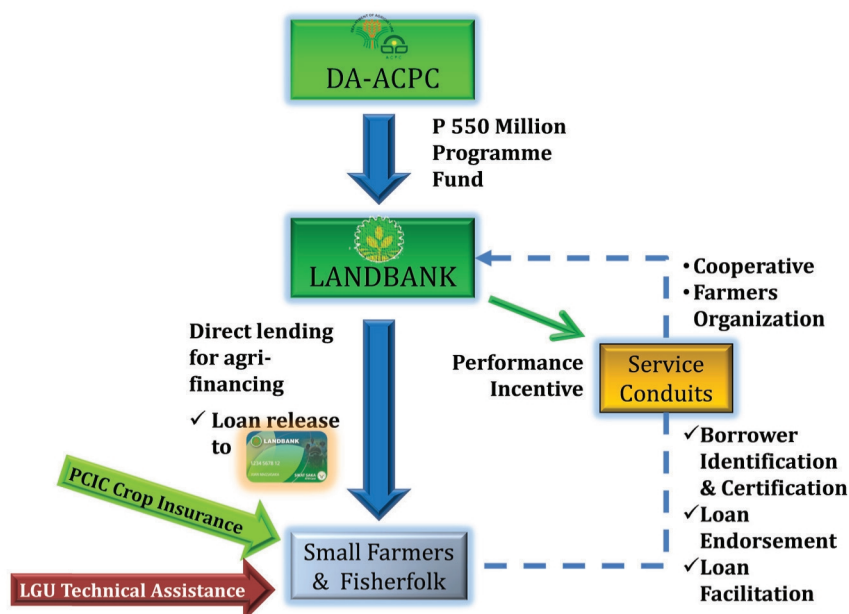 ACPC
DA-ACPC
P 550 Million
Programme
Fund
LANDBANK
• Cooperative
• Farmers
Organization
Direct lending
for agri-
financing
✓ Loan release
to
LANDBANK
Performance
Incentive
Service
Conduits
✓ Borrower
Identification
& Certification
✓ Loan
Endorsement
✓ Loan
Facilitation
PCIC Crop Insurance
Small Farmers
& Fisherfolk
LGU Technical Assistance